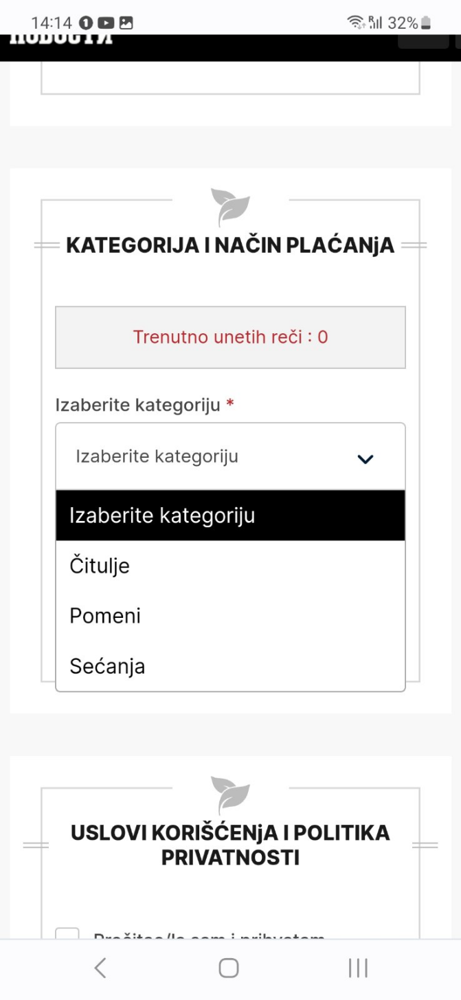 14:14
32%
НОВОСТИ
KATEGORIJA I NAČIN PLAĆANjA
Trenutno unetih reči : 0
Izaberite kategoriju *
Izaberite kategoriju
Izaberite kategoriju
Čitulje
Pomeni
Sećanja
USLOVI KORIŠĆENjA I POLITIKA
PRIVATNOSTI
Pročitao/la sam i prihvatam